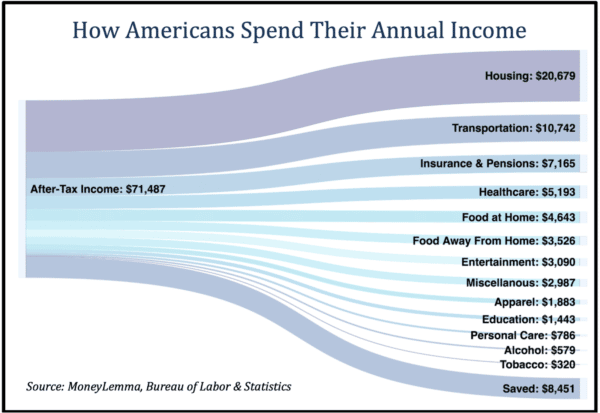 How Americans Spend Their Annual Income
Housing: $20,679
Transportation: $10,742
Insurance & Pensions: $7,165
After-Tax Income: $71,487
Healthcare: $5,193
Food at Home: $4,643
Food Away From Home: $3,526
Entertainment: $3,090
Miscellanous: $2,987
Apparel: $1,883
Education: $1,443
Personal Care: $786
Alcohol: $579
Tobacco: $320
Saved: $8,451
Source: MoneyLemma, Bureau of Labor & Statistics